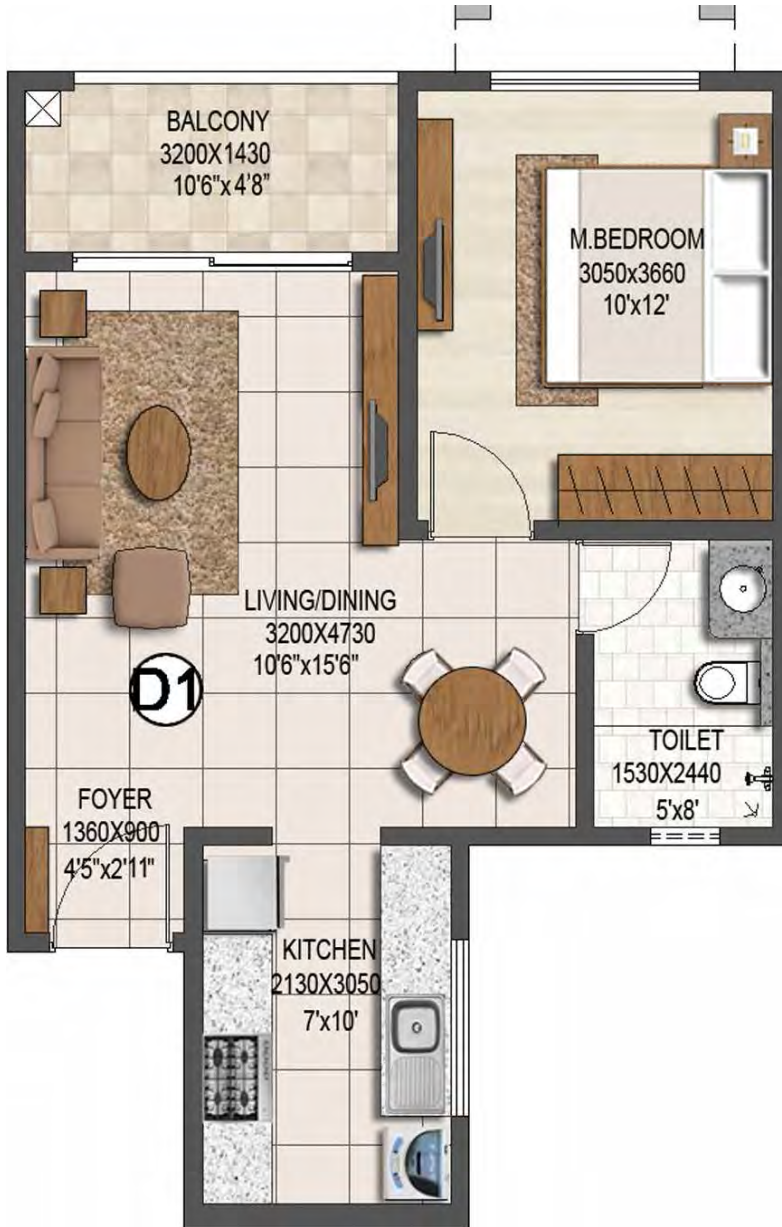 BALCONY
3200X1430
10'6"x4'8"
M.BEDROOM
3050x3660
10'x12'
LIVING/DINING
3200X4730
10'6"x15'6"
D1
TOILET
1530X2440
5'x8'
FOYER
1360X900
4'5"x2'11"
KITCHEN
2130X3050
7'x10'